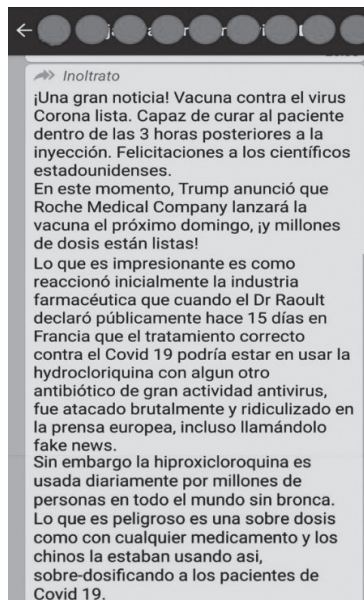 Inoltrato
¡Una gran noticia! Vacuna contra el virus
Corona lista. Capaz de curar al paciente
dentro de las 3 horas posteriores a la
inyección. Felicitaciones a los científicos
estadounidenses.
En este momento, Trump anunció que
Roche Medical Company lanzará la
vacuna el próximo domingo, ¡y millones
de dosis están listas!
Lo que es impresionante es como
reaccionó inicialmente la industria
farmacéutica que cuando el Dr Raoult
declaró públicamente hace 15 días en
Francia que el tratamiento correcto
contra el Covid 19 podría estar en usar la
hydrocloriquina con algun otro
antibiótico de gran actividad antivirus,
fue atacado brutalmente y ridiculizado en
la prensa europea, incluso llamándolo
fake news.
Sin embargo la hiproxicloroquina es
usada diariamente por millones de
personas en todo el mundo sin bronca.
Lo que es peligroso es una sobre dosis
como con cualquier medicamento y los
chinos la estaban usando asi,
sobre-dosificando a los pacientes de
Covid 19.